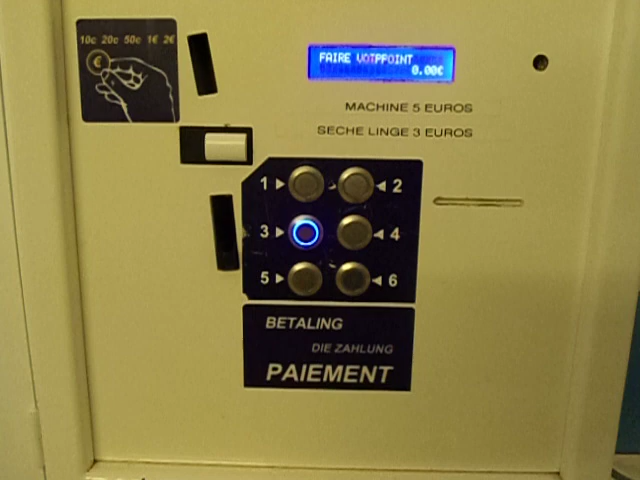 10c 20c 50c 1€ 2€
€
FAIRE VOTPFOINT
0.00€
MACHINE 5 EUROS
SECHE LINGE 3 EUROS
1 2
3 4
5 6
BETALING
DIE ZAHLUNG
PAIEMENT